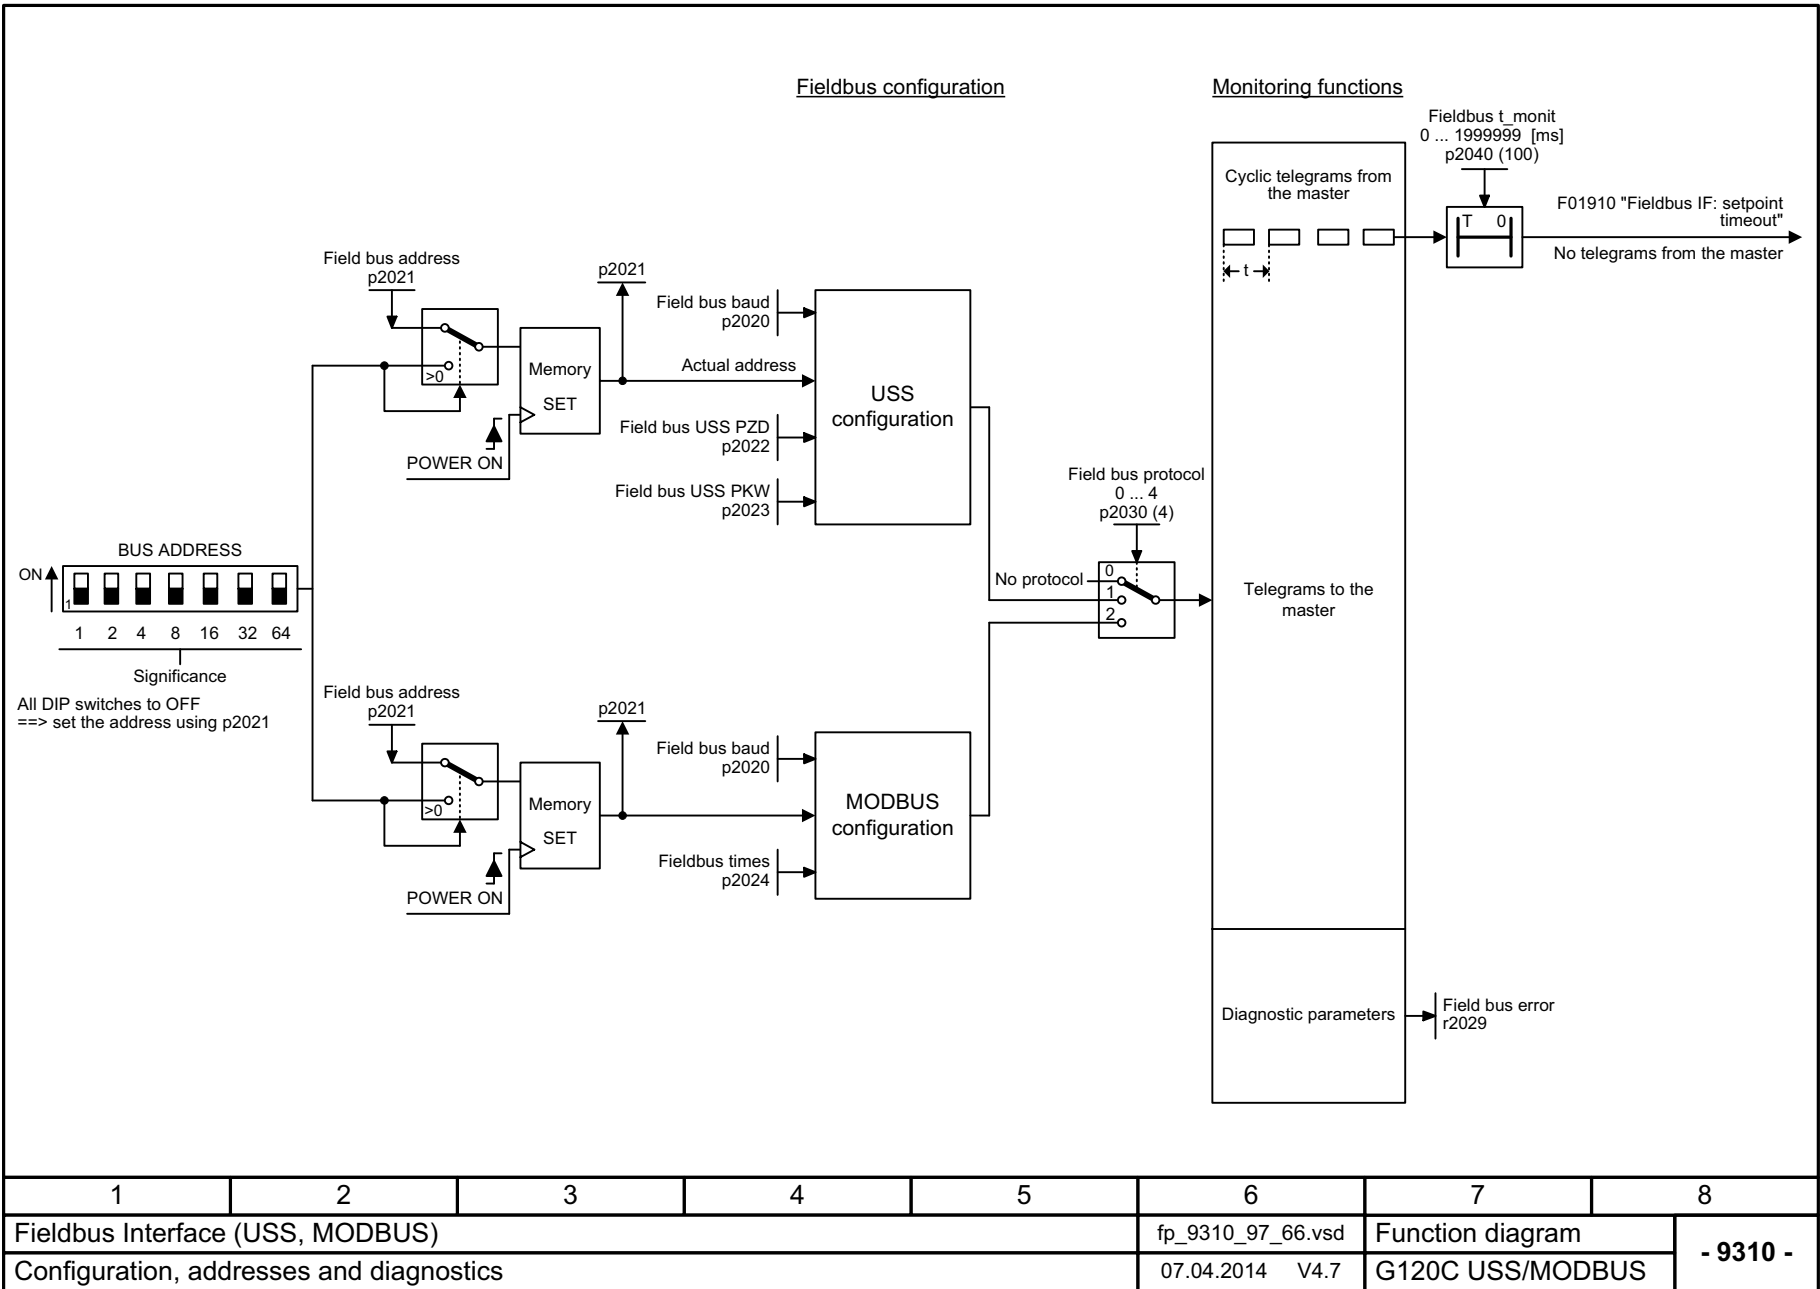 Fieldbus configuration
Monitoring functions
Fieldbus t_monit
0 ... 1999999 [ms]
p2040 (100)
Cyclic telegrams from
the master
T 0
F01910 "Fieldbus IF: setpoint
timeout"
No telegrams from the master
t
Field bus address
p2021
>0
Memory
SET
POWER ON
p2021
Field bus baud
p2020
Actual address
Field bus USS PZD
p2022
Field bus USS PKW
p2023
USS
configuration
Field bus protocol
0 ... 4
p2030 (4)
No protocol
0
1
2
Telegrams to the
master
BUS ADDRESS
ON
1
1 2 4 8 16 32 64
Significance
All DIP switches to OFF
==> set the address using p2021
Field bus address
p2021
>0
Memory
SET
POWER ON
p2021
Field bus baud
p2020
Fieldbus times
p2024
MODBUS
configuration
Diagnostic parameters
Field bus error
r2029
1 2 3 4 5 6 7 8
Fieldbus Interface (USS, MODBUS)
fp_9310_97_66.vsd
Function diagram
- 9310 -
Configuration, addresses and diagnostics
07.04.2014 V4.7
G120C USS/MODBUS